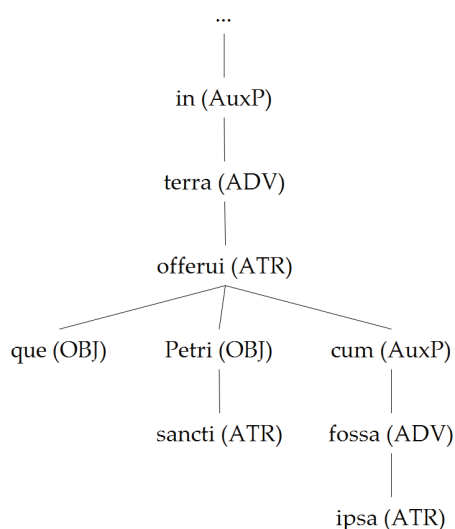 ...
in (AuxP)
terra (ADV)
offerui (ATR)
que (OBJ) Petri (OBJ) cum (AuxP)
sancti (ATR) fossa (ADV)
ipsa (ATR)